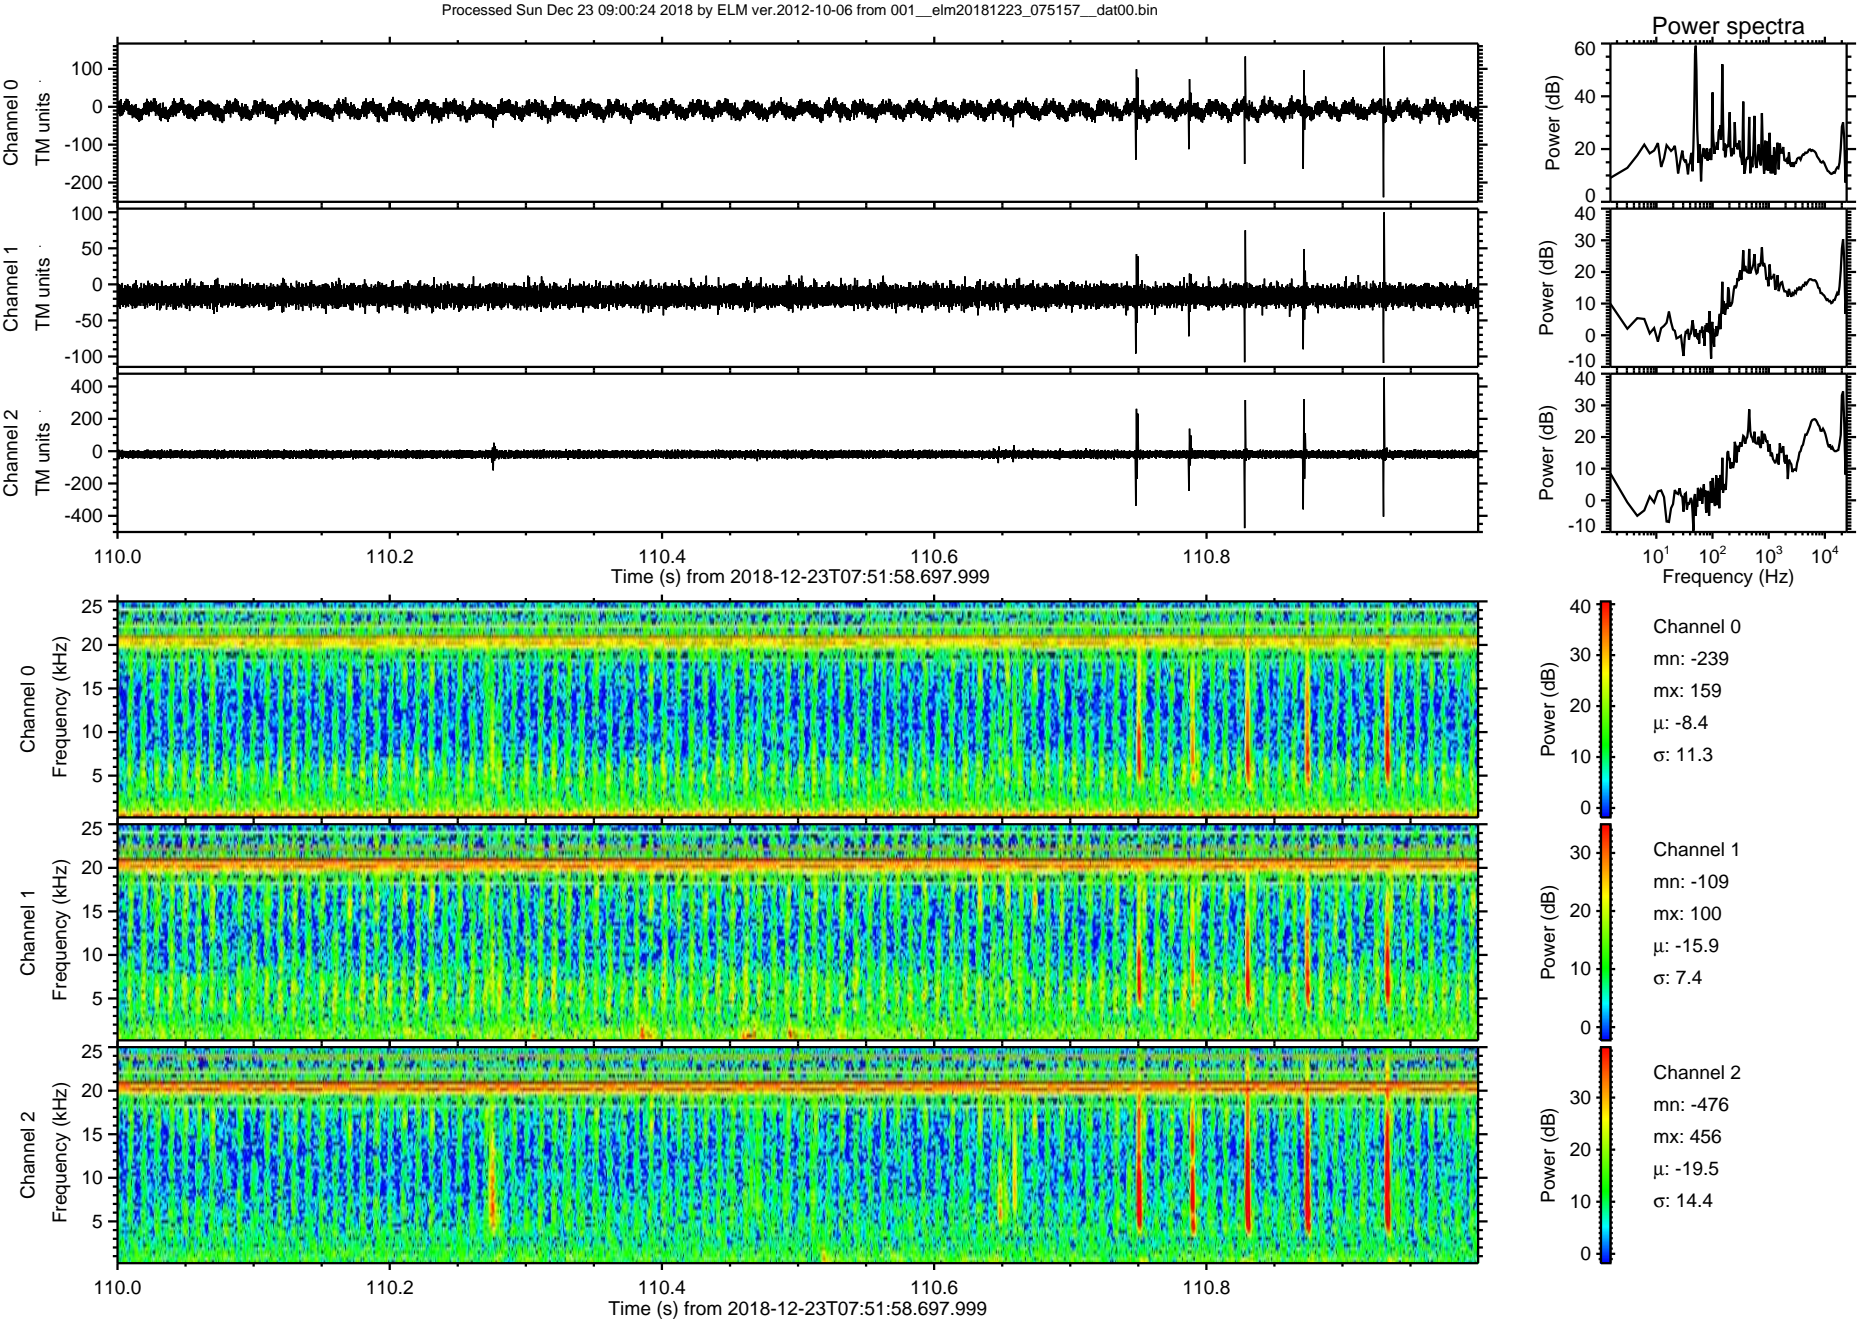 Processed Sun Dec 23 09:00:24 2018 by ELM ver.2012-10-06 from 001__elm20181223_075157__dat00.bin
Power spectra
Channel 0
TM units
100
0
-100
-200
Power (dB)
60
40
20
0
Channel 1
TM units
100
50
0
-50
-100
Power (dB)
40
30
20
10
0
-10
Channel 2
TM units
400
200
0
-200
-400
Power (dB)
40
30
20
10
0
-10
110.0 110.2 110.4 110.6 110.8
Time (s) from 2018-12-23T07:51:58.697.999
10¹ 10² 10³ 10⁴
Frequency (Hz)
Channel 0
Frequency (kHz)
25
20
15
10
5
Power (dB)
40
30
20
10
0
Channel 0
mn: -239
mx: 159
μ: -8.4
σ: 11.3
Channel 1
Frequency (kHz)
25
20
15
10
5
Power (dB)
30
20
10
0
Channel 1
mn: -109
mx: 100
μ: -15.9
σ: 7.4
Channel 2
Frequency (kHz)
25
20
15
10
5
Power (dB)
30
20
10
0
Channel 2
mn: -476
mx: 456
μ: -19.5
σ: 14.4
110.0 110.2 110.4 110.6 110.8
Time (s) from 2018-12-23T07:51:58.697.999